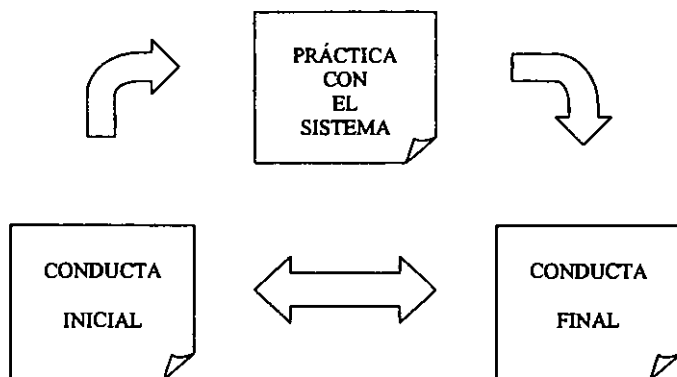 PRÁCTICA
CON
EL
SISTEMA
CONDUCTA
INICIAL
CONDUCTA
FINAL